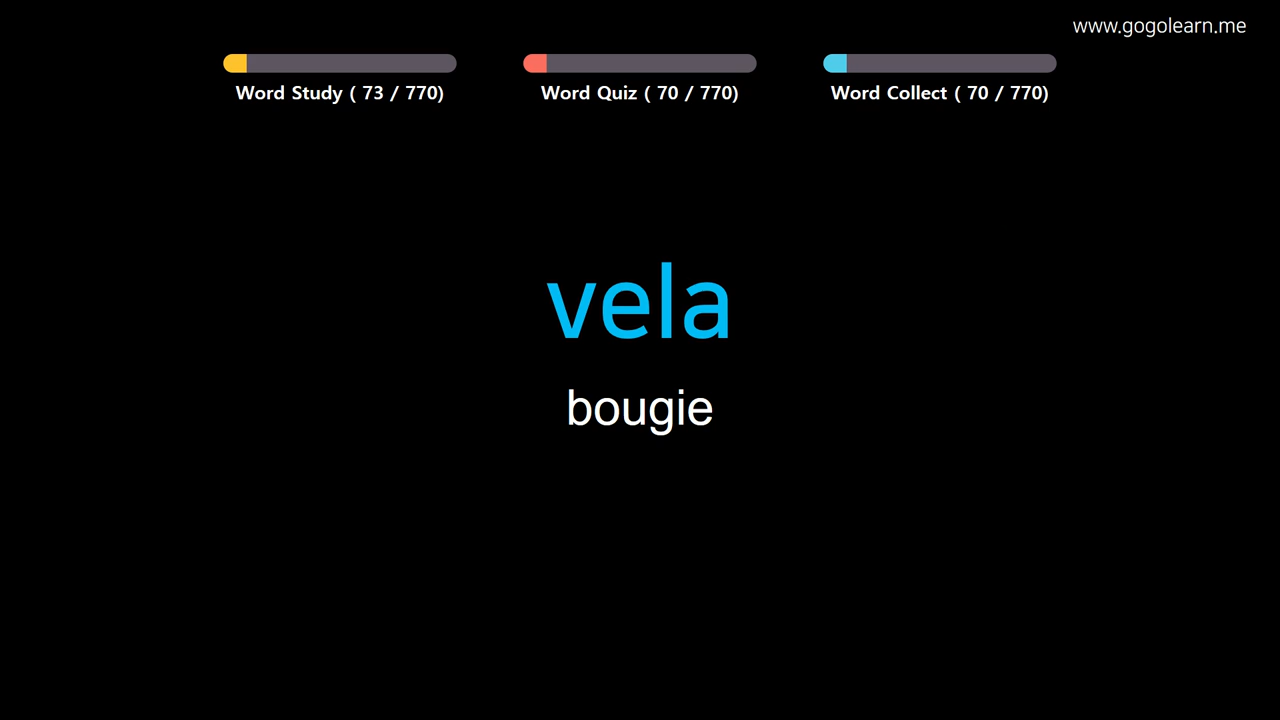 www.gogolearn.me
Word Study ( 73 / 770)
Word Quiz ( 70 / 770)
Word Collect ( 70 / 770)
vela
bougie